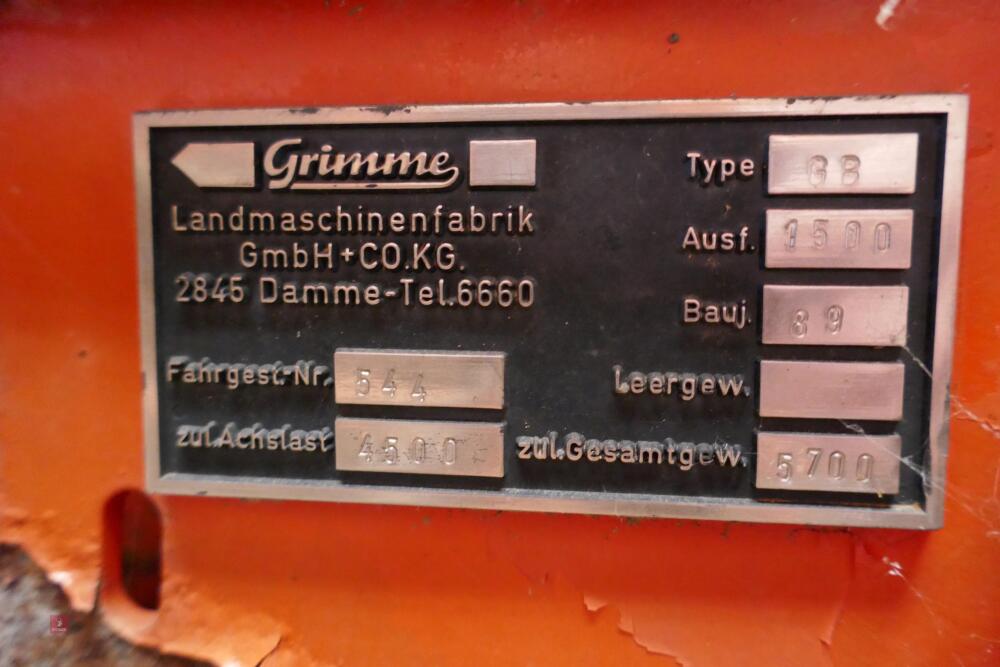 Grimme
Landmaschinenfabrik
GmbH+CO.KG.
2845 Damme-Tel.6660
Type GB
Ausf. 1500
Bauj. 89
Fahrgest.-Nr. 544
Leergew.
zul.Achslast 4500
zul.Gesamtgew. 5700